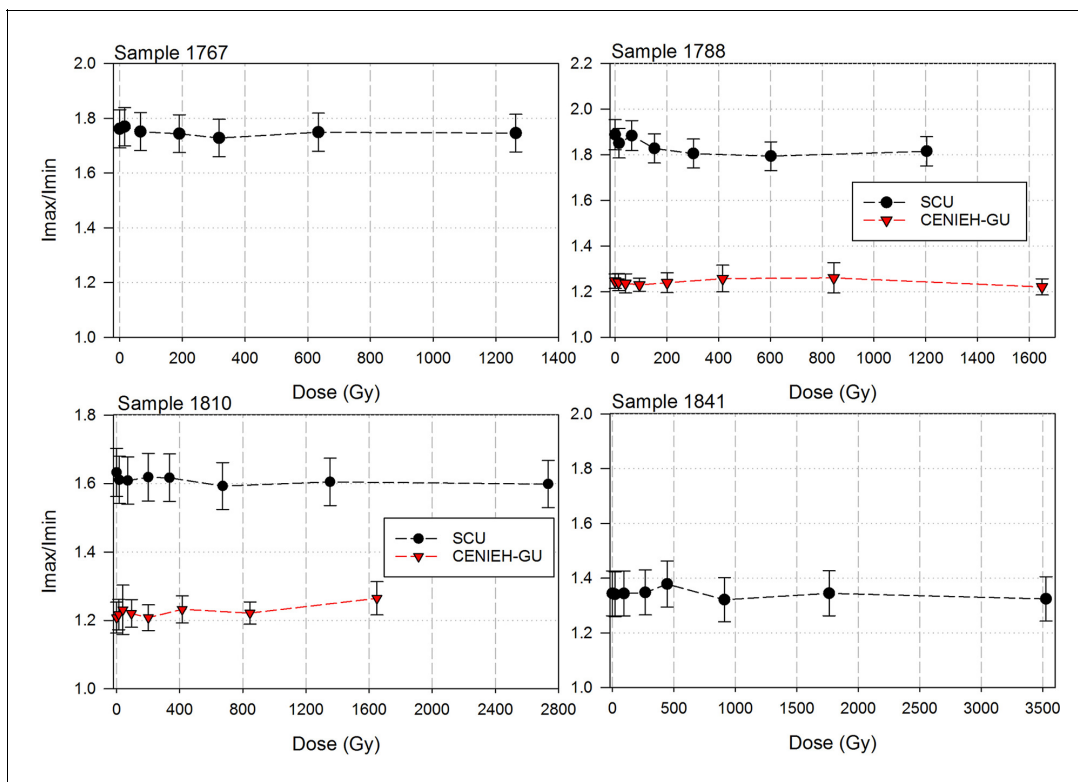 Sample 1767
2.0
1.8
1.6
1.4
1.2
1.0
Imax/Imin
0 200 400 600 800 1000 1200 1400
Dose (Gy)
Sample 1788
2.2
2.0
1.8
1.6
1.4
1.2
1.0
SCU
CENIEH-GU
0 200 400 600 800 1000 1200 1400 1600
Dose (Gy)
Sample 1810
1.8
1.6
1.4
1.2
1.0
Imax/Imin
SCU
CENIEH-GU
0 400 800 1200 1600 2000 2400 2800
Dose (Gy)
Sample 1841
2.0
1.8
1.6
1.4
1.2
1.0
0 500 1000 1500 2000 2500 3000 3500
Dose (Gy)